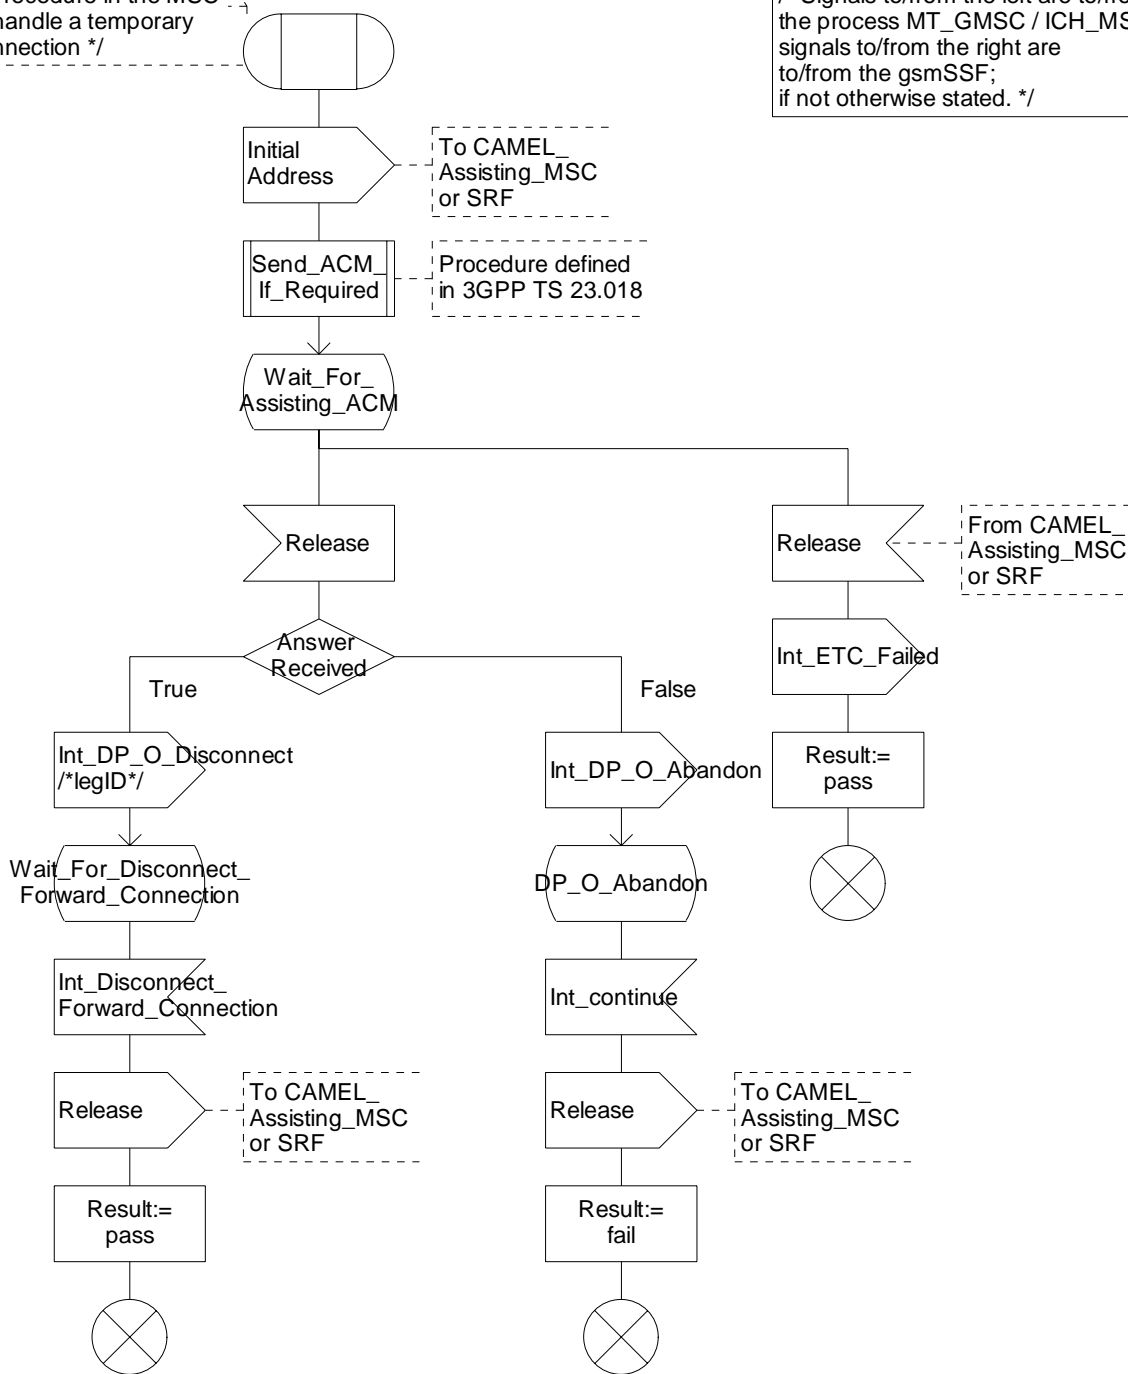 handle a temporary
connection */
the process MT_GMSC / ICH_MS
signals to/from the right are
to/from the gsmSSF;
if not otherwise stated. */
Initial
Address
To CAMEL_
Assisting_MSC
or SRF
Send_ACM_
If_Required
Procedure defined
in 3GPP TS 23.018
Wait_For_
Assisting_ACM
Release
Release
From CAMEL_
Assisting_MSC
or SRF
Answer
Received
True
False
Int_ETC_Failed
Int_DP_O_Disconnect
/*legID*/
Int_DP_O_Abandon
Result:=
pass
Wait_For_Disconnect_
Forward_Connection
DP_O_Abandon
Int_Disconnect_
Forward_Connection
Int_continue
Release
To CAMEL_
Assisting_MSC
or SRF
Release
To CAMEL_
Assisting_MSC
or SRF
Result:=
pass
Result:=
fail